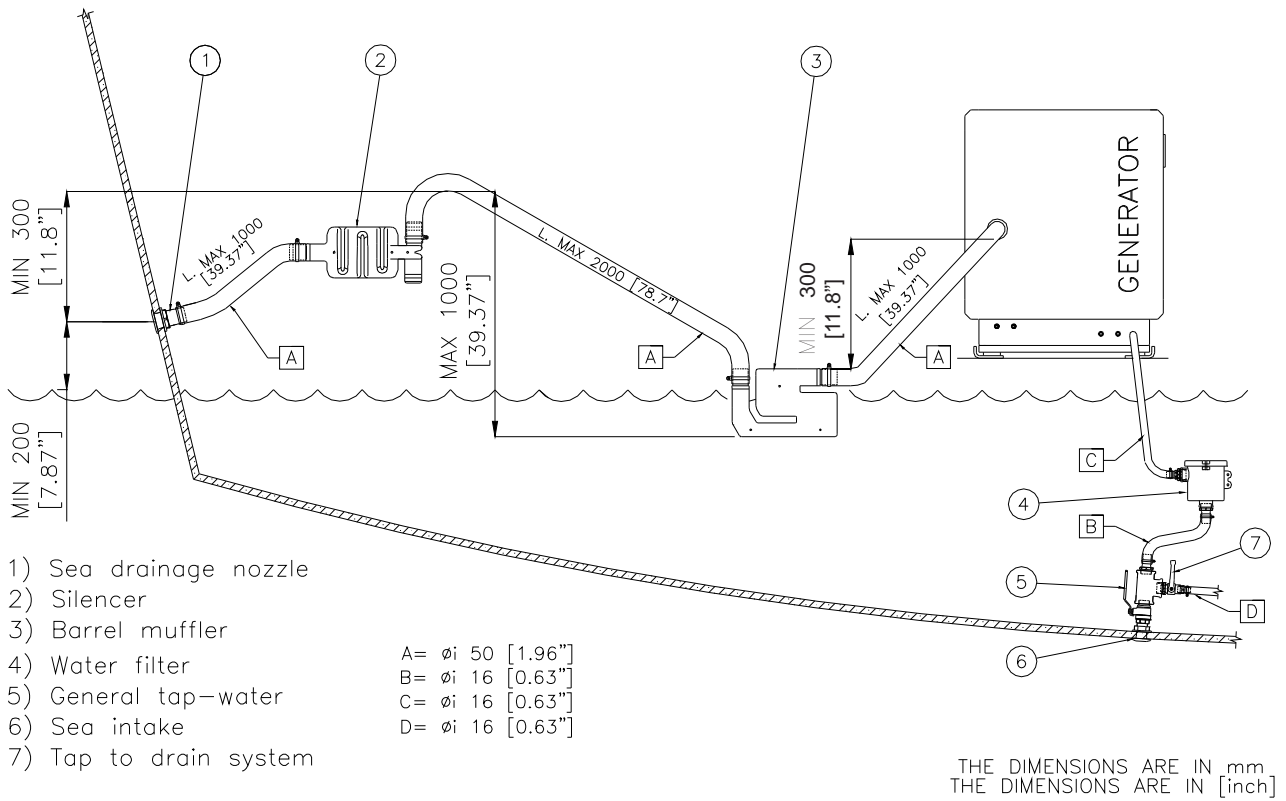 1
2
3
GENERATOR
MIN 300
[11.8"]
L. MAX 1000
[39.37"]
L. MAX 2000 [78.7"]
MAX 1000
[39.37"]
MIN 300
[11.8"]
L. MAX 1000
[39.37"]
A
A
A
MIN 200
[7.87"]
C
4
B
7
5
D
6
1) Sea drainage nozzle
2) Silencer
3) Barrel muffler
4) Water filter
5) General tap-water
6) Sea intake
7) Tap to drain system
A= øi 50 [1.96"]
B= øi 16 [0.63"]
C= øi 16 [0.63"]
D= øi 16 [0.63"]
THE DIMENSIONS ARE IN mm
THE DIMENSIONS ARE IN [inch]